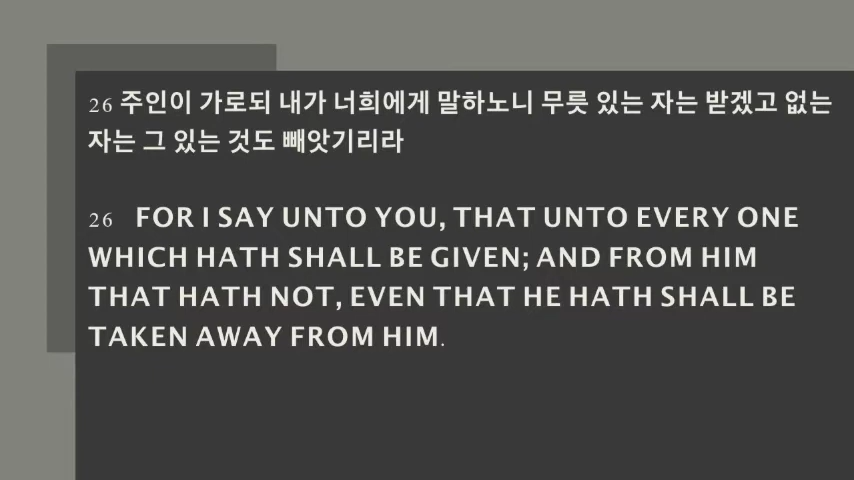 26 주인이 가로되 내가 너희에게 말하노니 무릇 있는 자는 받겠고 없는
자는 그 있는 것도 빼앗기리라
26 FOR I SAY UNTO YOU, THAT UNTO EVERY ONE
WHICH HATH SHALL BE GIVEN; AND FROM HIM
THAT HATH NOT, EVEN THAT HE HATH SHALL BE
TAKEN AWAY FROM HIM.